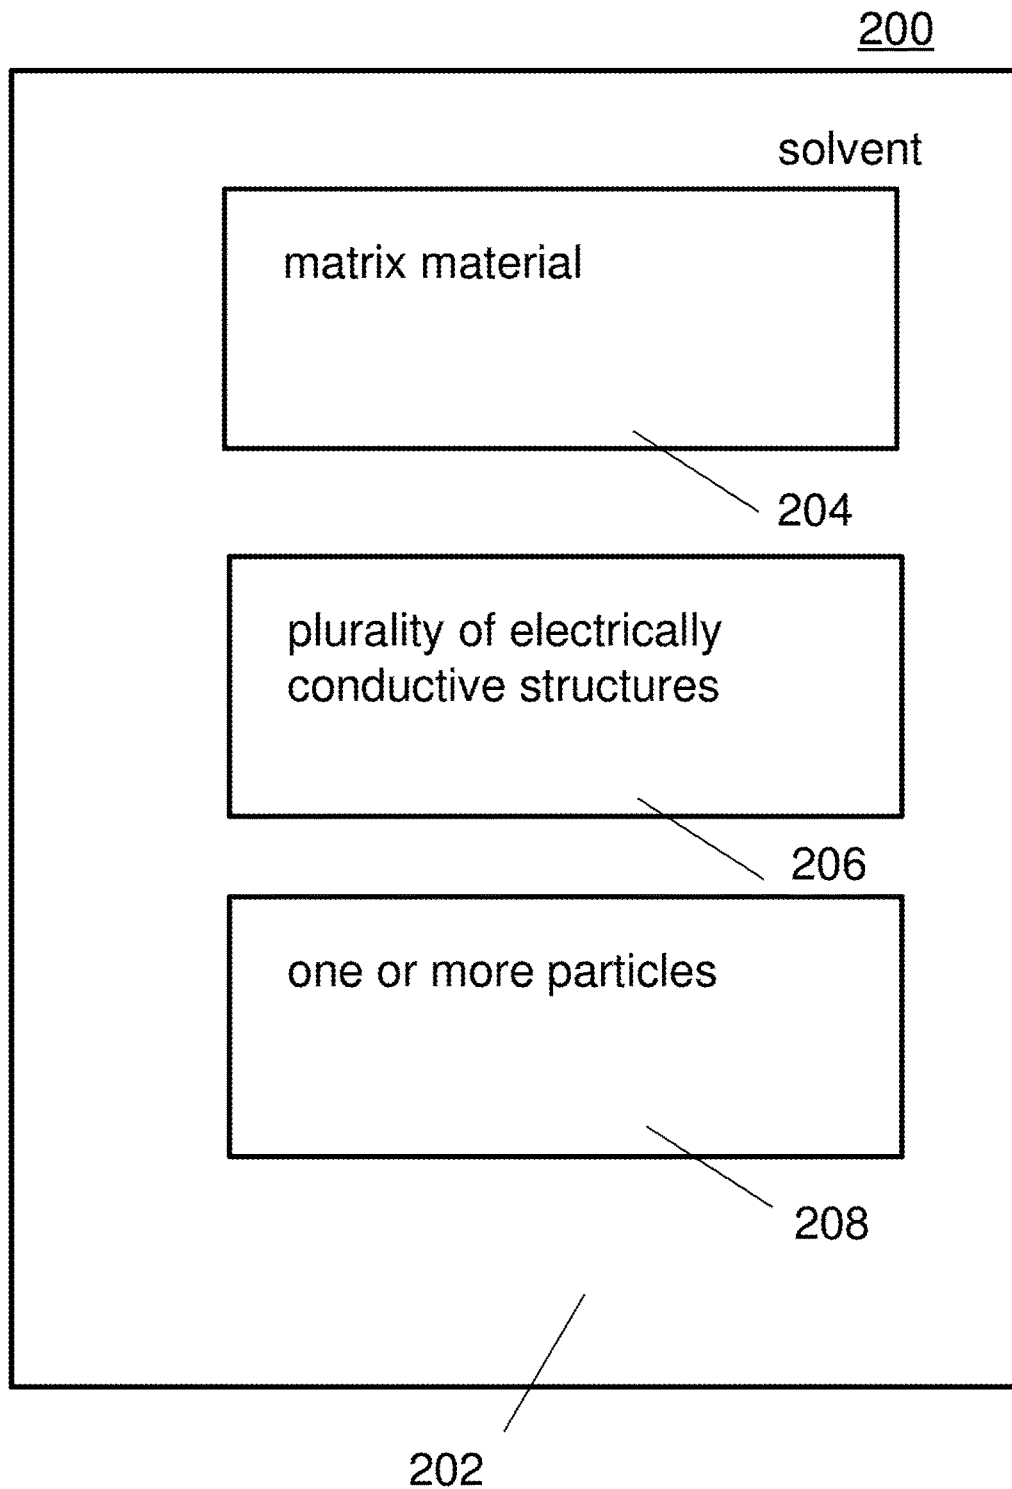 200
solvent
matrix material
204
plurality of electrically
conductive structures
206
one or more particles
208
202